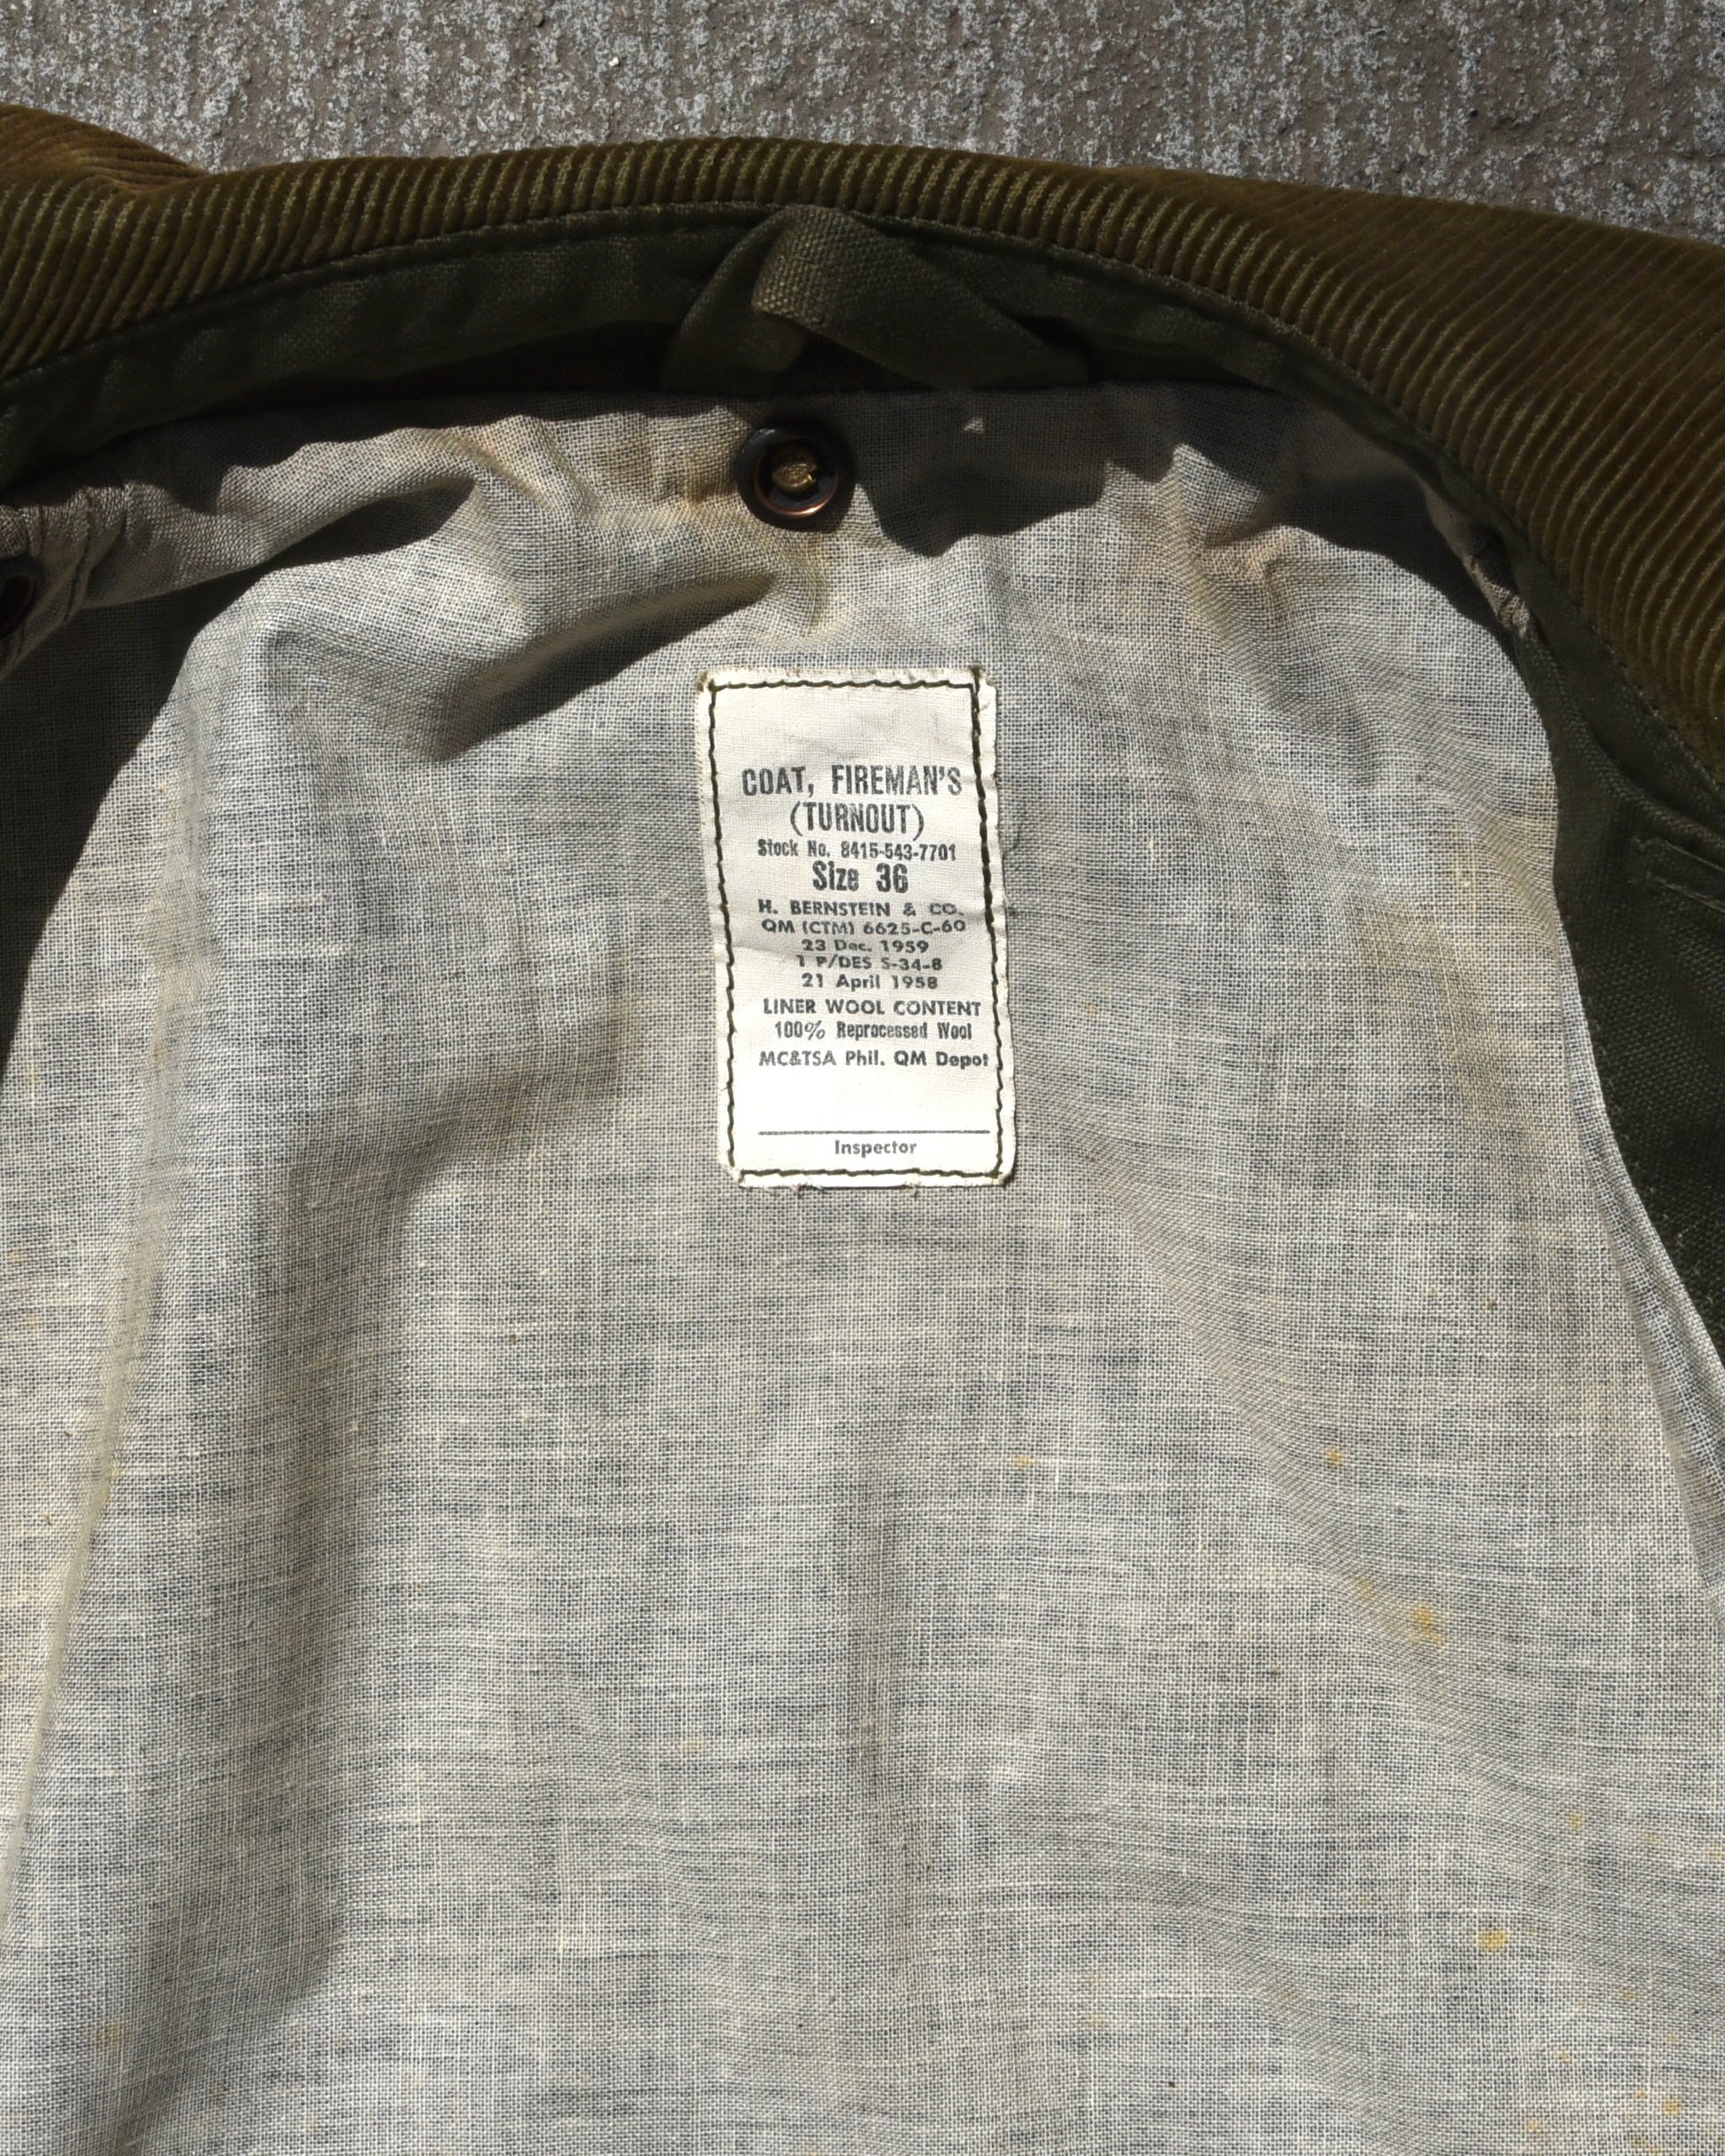 COAT, FIREMAN'S
(TURNOUT)
Stock No. 8415-543-7701
Size 36
H. BERNSTEIN & CO.
QM (CTM) 6625-C-60
23 Dec. 1959
1 P/DES S-34-8
21 April 1958
LINER WOOL CONTENT
100% Reprocessed Wool
MC&TSA Phil. QM Depot
Inspector